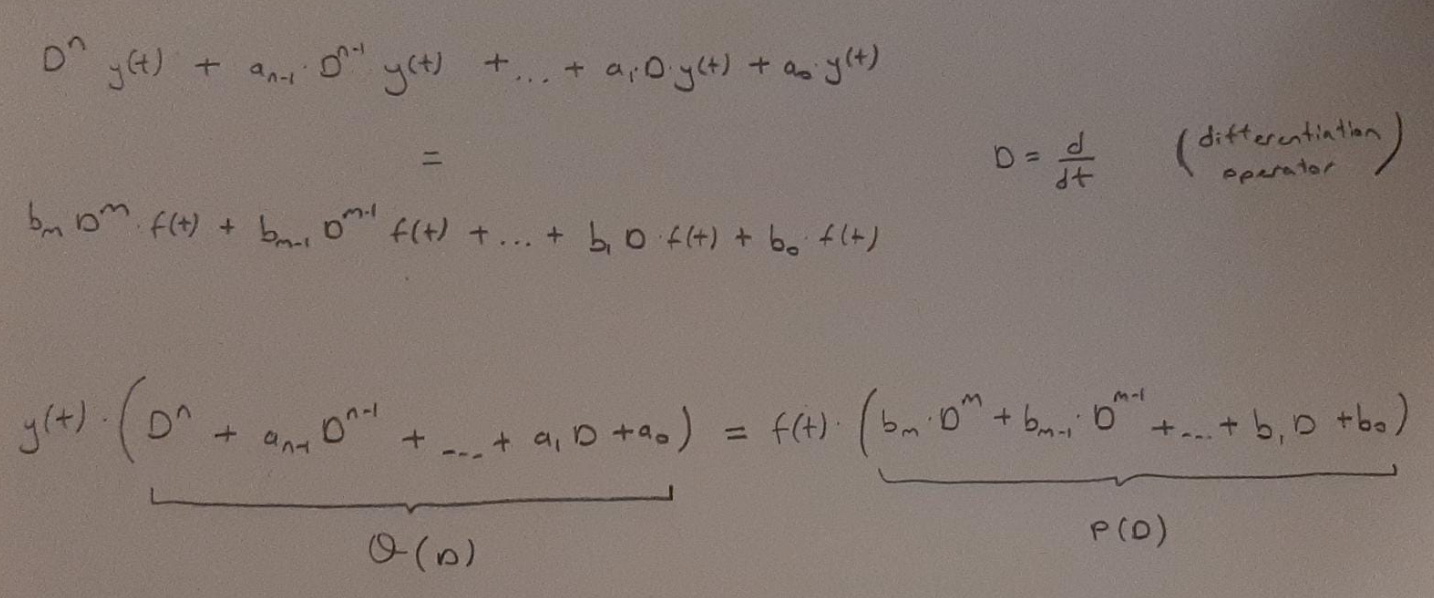 Dⁿ y(t) + aₙ₋₁ · Dⁿ⁻¹ y(t) + ... + a₁ · D · y(t) + a₀ · y(t)
=
D = d/dt (differentiation operator)
bₘ Dᵐ · f(t) + bₘ₋₁ Dᵐ⁻¹ f(t) + ... + b₁ D · f(t) + b₀ · f(t)
y(t) · (Dⁿ + aₙ₋₁ Dⁿ⁻¹ + ... + a₁ D + a₀) = f(t) · (bₘ · Dᵐ + bₘ₋₁ · Dᵐ⁻¹ + ... + b₁ D + b₀)
Q(D) P(D)